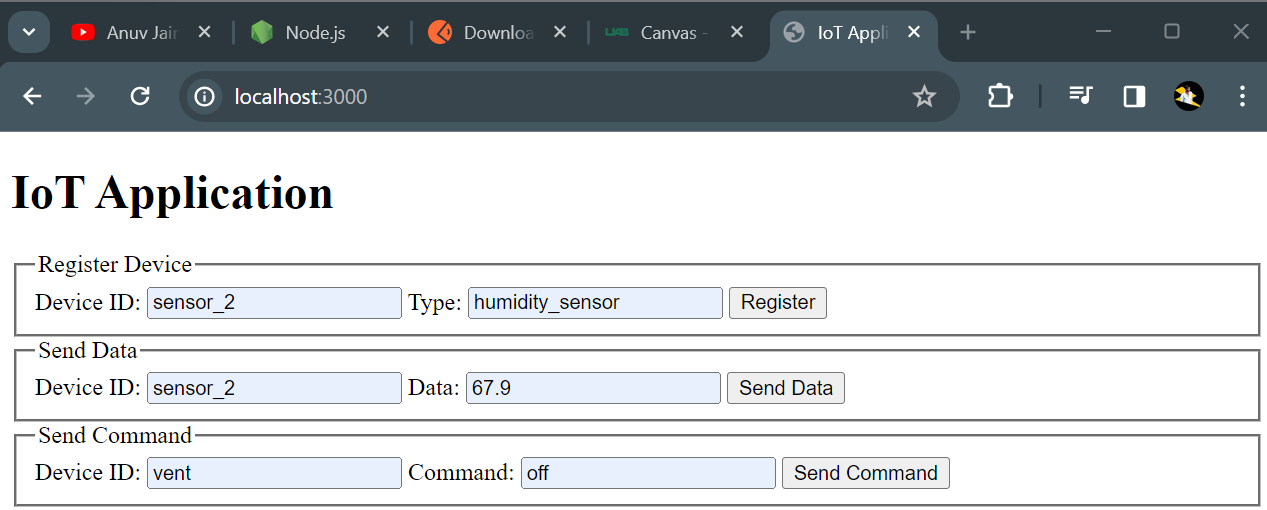 Anuv Jain Node.js Downloa Canvas - IoT Appli
localhost:3000
IoT Application
Register Device
Device ID: sensor_2 Type: humidity_sensor Register
Send Data
Device ID: sensor_2 Data: 67.9 Send Data
Send Command
Device ID: vent Command: off Send Command